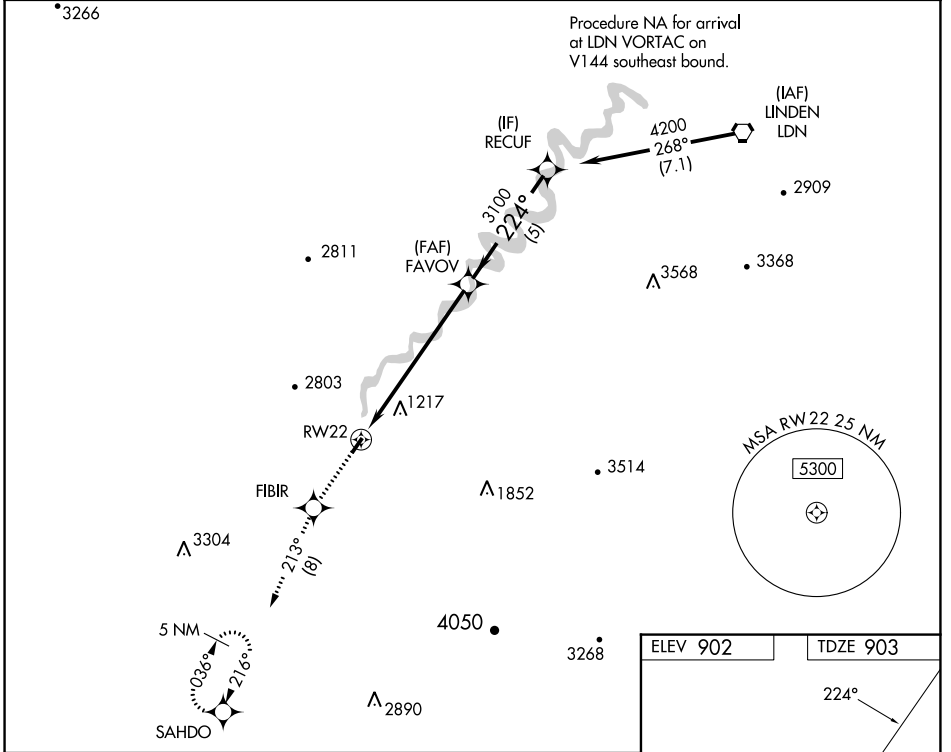 3266
Procedure NA for arrival
at LDN VORTAC on
V144 southeast bound.
(IAF)
LINDEN
LDN
(IF)
RECUF
4200
268°
(7.1)
2909
3100
224°
(5)
(FAF)
FAVOV
2811
3568
3368
2803
1217
RW22
MSA RW22 25 NM
5300
3514
FIBIR
1852
3304
213°
(8)
4050
5 NM
036°
216°
3268
2890
SAHDO
ELEV 902
TDZE 903
224°